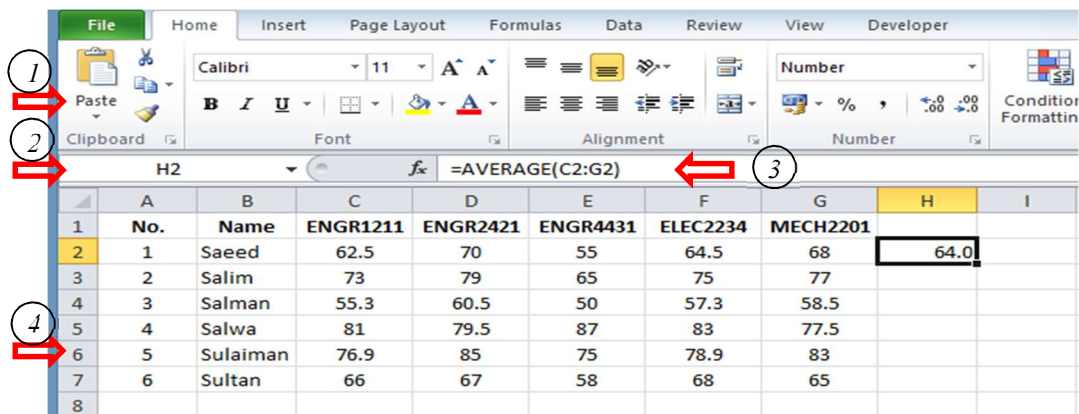 File Home Insert Page Layout Formulas Data Review View Developer
1 Calibri 11 A A Number
Paste B I U A % , .00 .00
Condition
Formattin
Clipboard Font Alignment Number
2 H2 fx =AVERAGE(C2:G2) 3
A B C D E F G H I
1 No. Name ENGR1211 ENGR2421 ENGR4431 ELEC2234 MECH2201
2 1 Saeed 62.5 70 55 64.5 68 64.0
3 2 Salim 73 79 65 75 77
4 3 Salman 55.3 60.5 50 57.3 58.5
4 5 4 Salwa 81 79.5 87 83 77.5
6 5 Sulaiman 76.9 85 75 78.9 83
7 6 Sultan 66 67 58 68 65
8